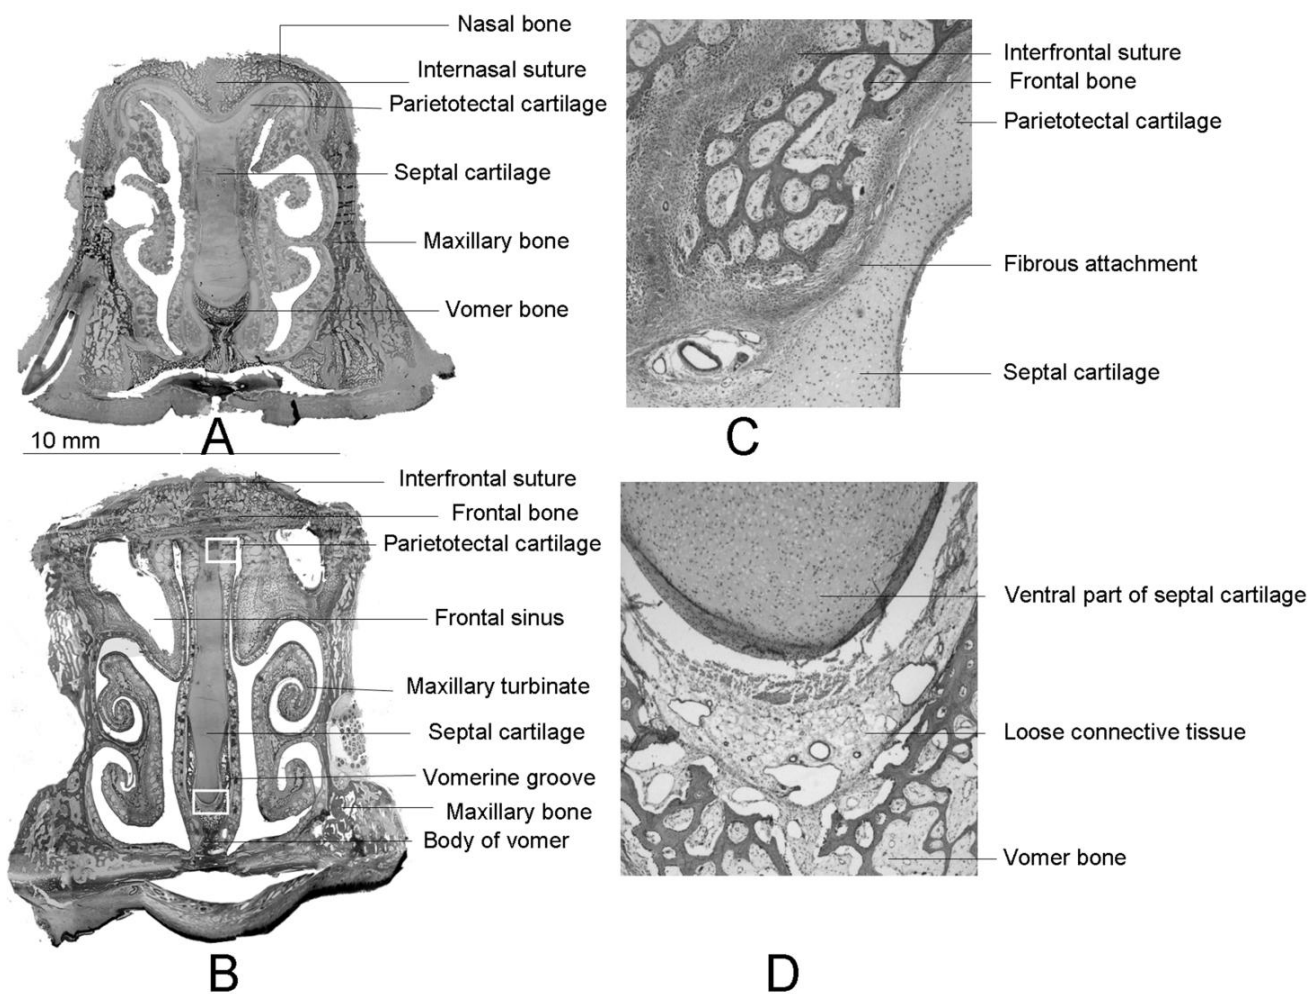 Nasal bone
Internasal suture
Parietotectal cartilage
Septal cartilage
Maxillary bone
Vomer bone
A
10 mm
Interfrontal suture
Frontal bone
Parietotectal cartilage
Frontal sinus
Maxillary turbinate
Septal cartilage
Vomerine groove
Maxillary bone
Body of vomer
B
Interfrontal suture
Frontal bone
Parietotectal cartilage
Fibrous attachment
Septal cartilage
C
Ventral part of septal cartilage
Loose connective tissue
Vomer bone
D